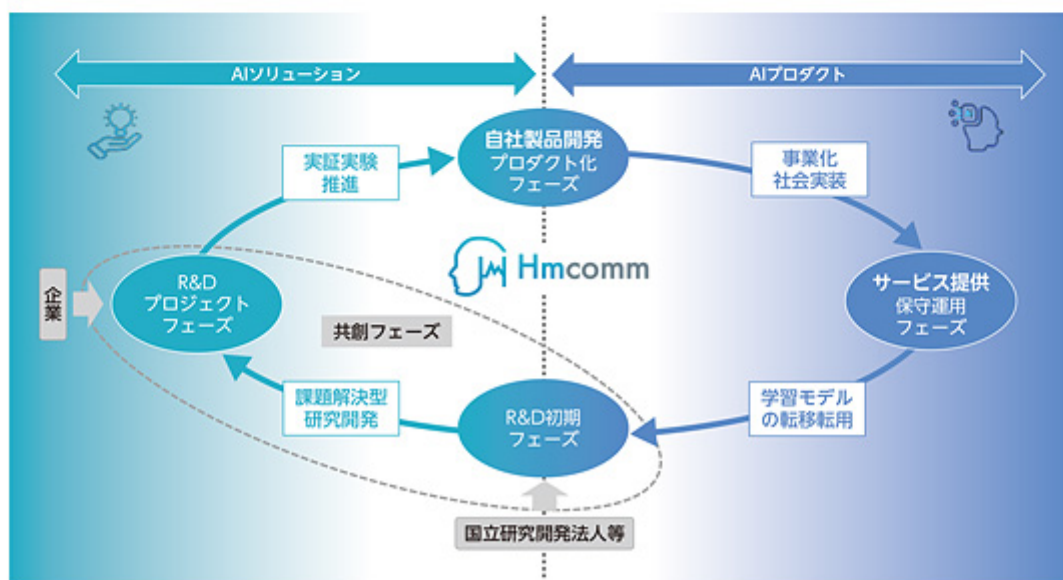 AIソリューション
AIプロダクト
自社製品開発
プロダクト化
フェーズ
実証実験
推進
事業化
社会実装
Hmcomm
企業
R&D
プロジェクト
フェーズ
共創フェーズ
サービス提供
保守運用
フェーズ
課題解決型
研究開発
R&D初期
フェーズ
学習モデル
の転移転用
国立研究開発法人等